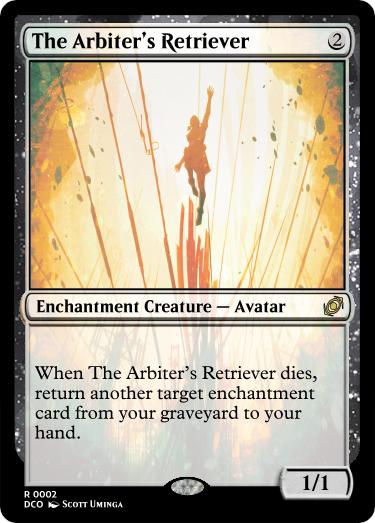 The Arbiter's Retriever 2
Enchantment Creature — Avatar
When The Arbiter's Retriever dies,
return another target enchantment
card from your graveyard to your
hand.
1/1
R 0002
DCO Scott Uminga